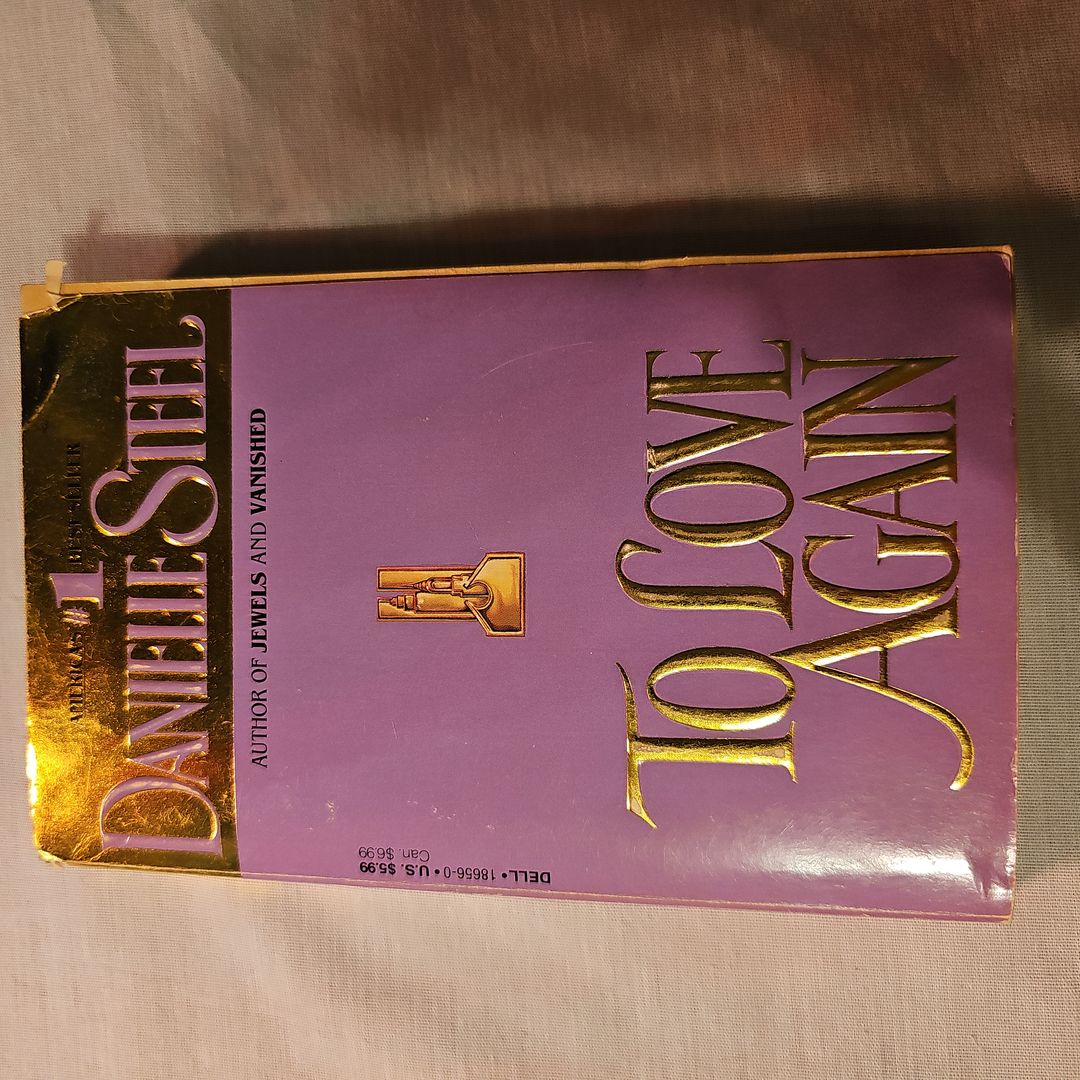 AMERICA'S #1 BEST SELLER
DANIELLE STEEL
AUTHOR OF JEWELS AND VANISHED
TO LOVE
AGAIN
DELL • 18656-0 • U.S. $5.99
Can. $6.99